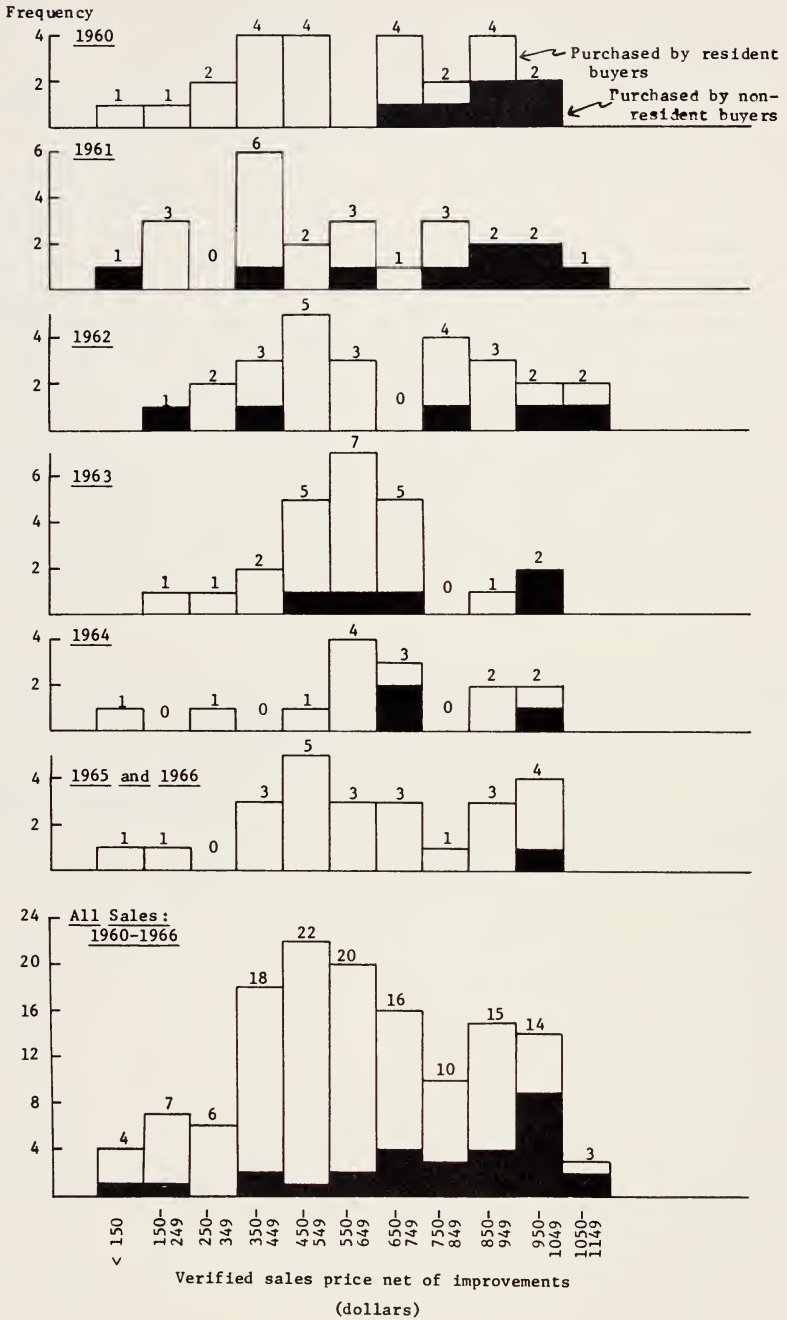 Frequency
4
2
1960
1 1 2 4 4 4 2 4 2
Purchased by resident
buyers
Purchased by non-
resident buyers
6
4
2
1961
1 3 0 6 2 3 1 3 2 2 1
4
2
1962
1 2 3 5 3 0 4 3 2 2
6
4
2
1963
1 1 2 5 7 5 0 1 2
4
2
1964
1 0 1 0 1 4 3 0 2 2
4
2
1965 and 1966
1 1 0 3 5 3 3 1 3 4
24
20
16
12
8
4
All Sales:
1960-1966
4 7 6 18 22 20 16 10 15 14 3
< 150
150-
249
250-
349
350-
449
450-
549
550-
649
650-
749
750-
849
850-
949
950-
1049
1050-
1149
Verified sales price net of improvements
(dollars)